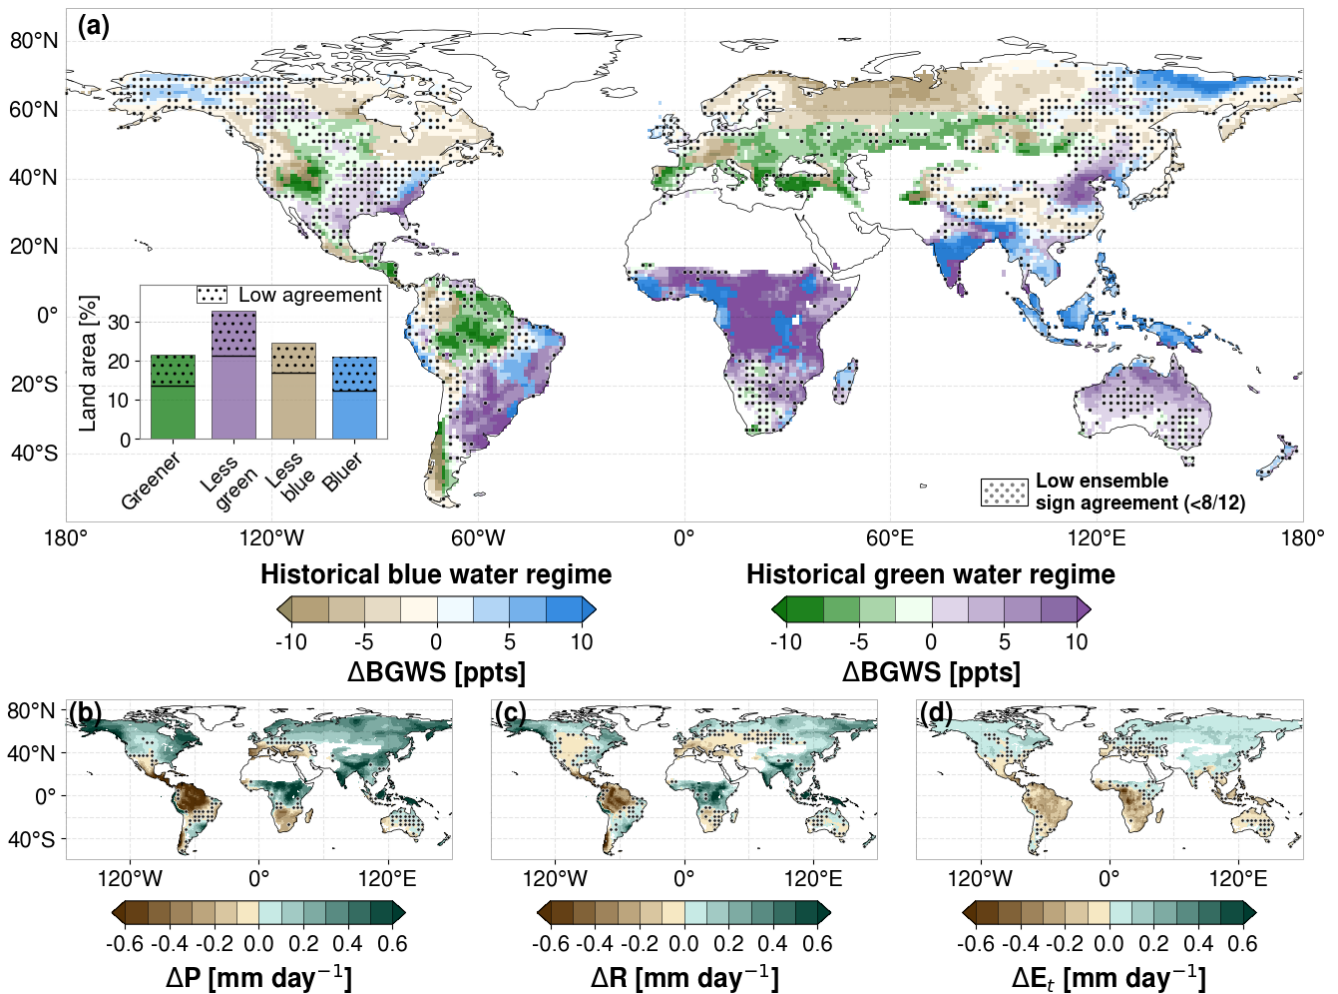 (a)
80°N
60°N
40°N
20°N
0°
20°S
40°S
180°
120°W
60°W
0°
60°E
120°E
180°
Low agreement
Land area [%]
30
20
10
0
Greener
Less
green
Less
blue
Bluer
Low ensemble
sign agreement (<8/12)
Historical blue water regime
-10
-5
0
5
10
ΔBGWS [ppts]
Historical green water regime
-10
-5
0
5
10
ΔBGWS [ppts]
(b)
80°N
40°N
0°
40°S
120°W
0°
120°E
-0.6 -0.4 -0.2 0.0 0.2 0.4 0.6
ΔP [mm day⁻¹]
(c)
120°W
0°
120°E
-0.6 -0.4 -0.2 0.0 0.2 0.4 0.6
ΔR [mm day⁻¹]
(d)
120°W
0°
120°E
-0.6 -0.4 -0.2 0.0 0.2 0.4 0.6
ΔEₜ [mm day⁻¹]